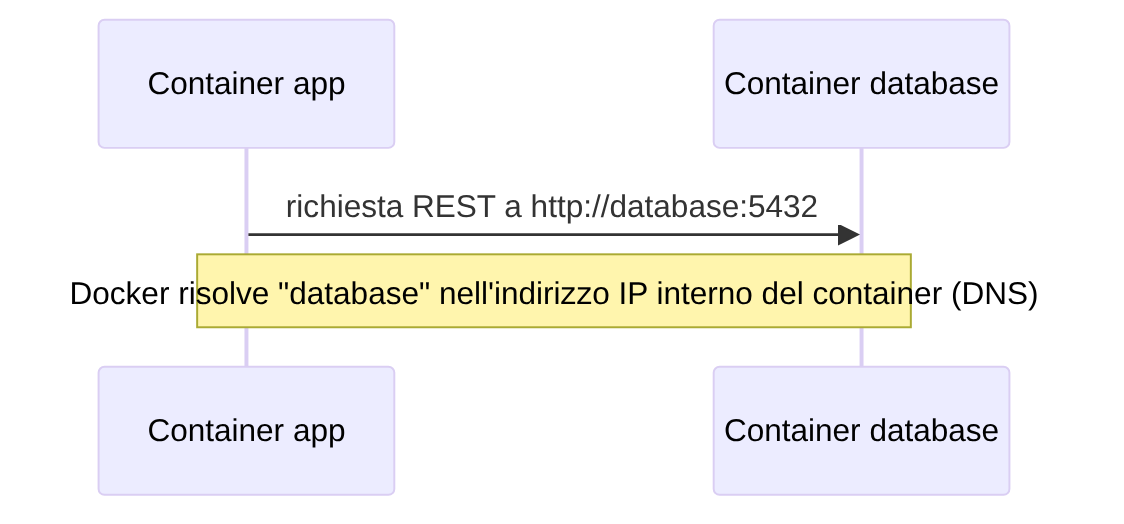 Container app
Container database
richiesta REST a http://database:5432
Docker risolve "database" nell'indirizzo IP interno del container (DNS)
Container app
Container database